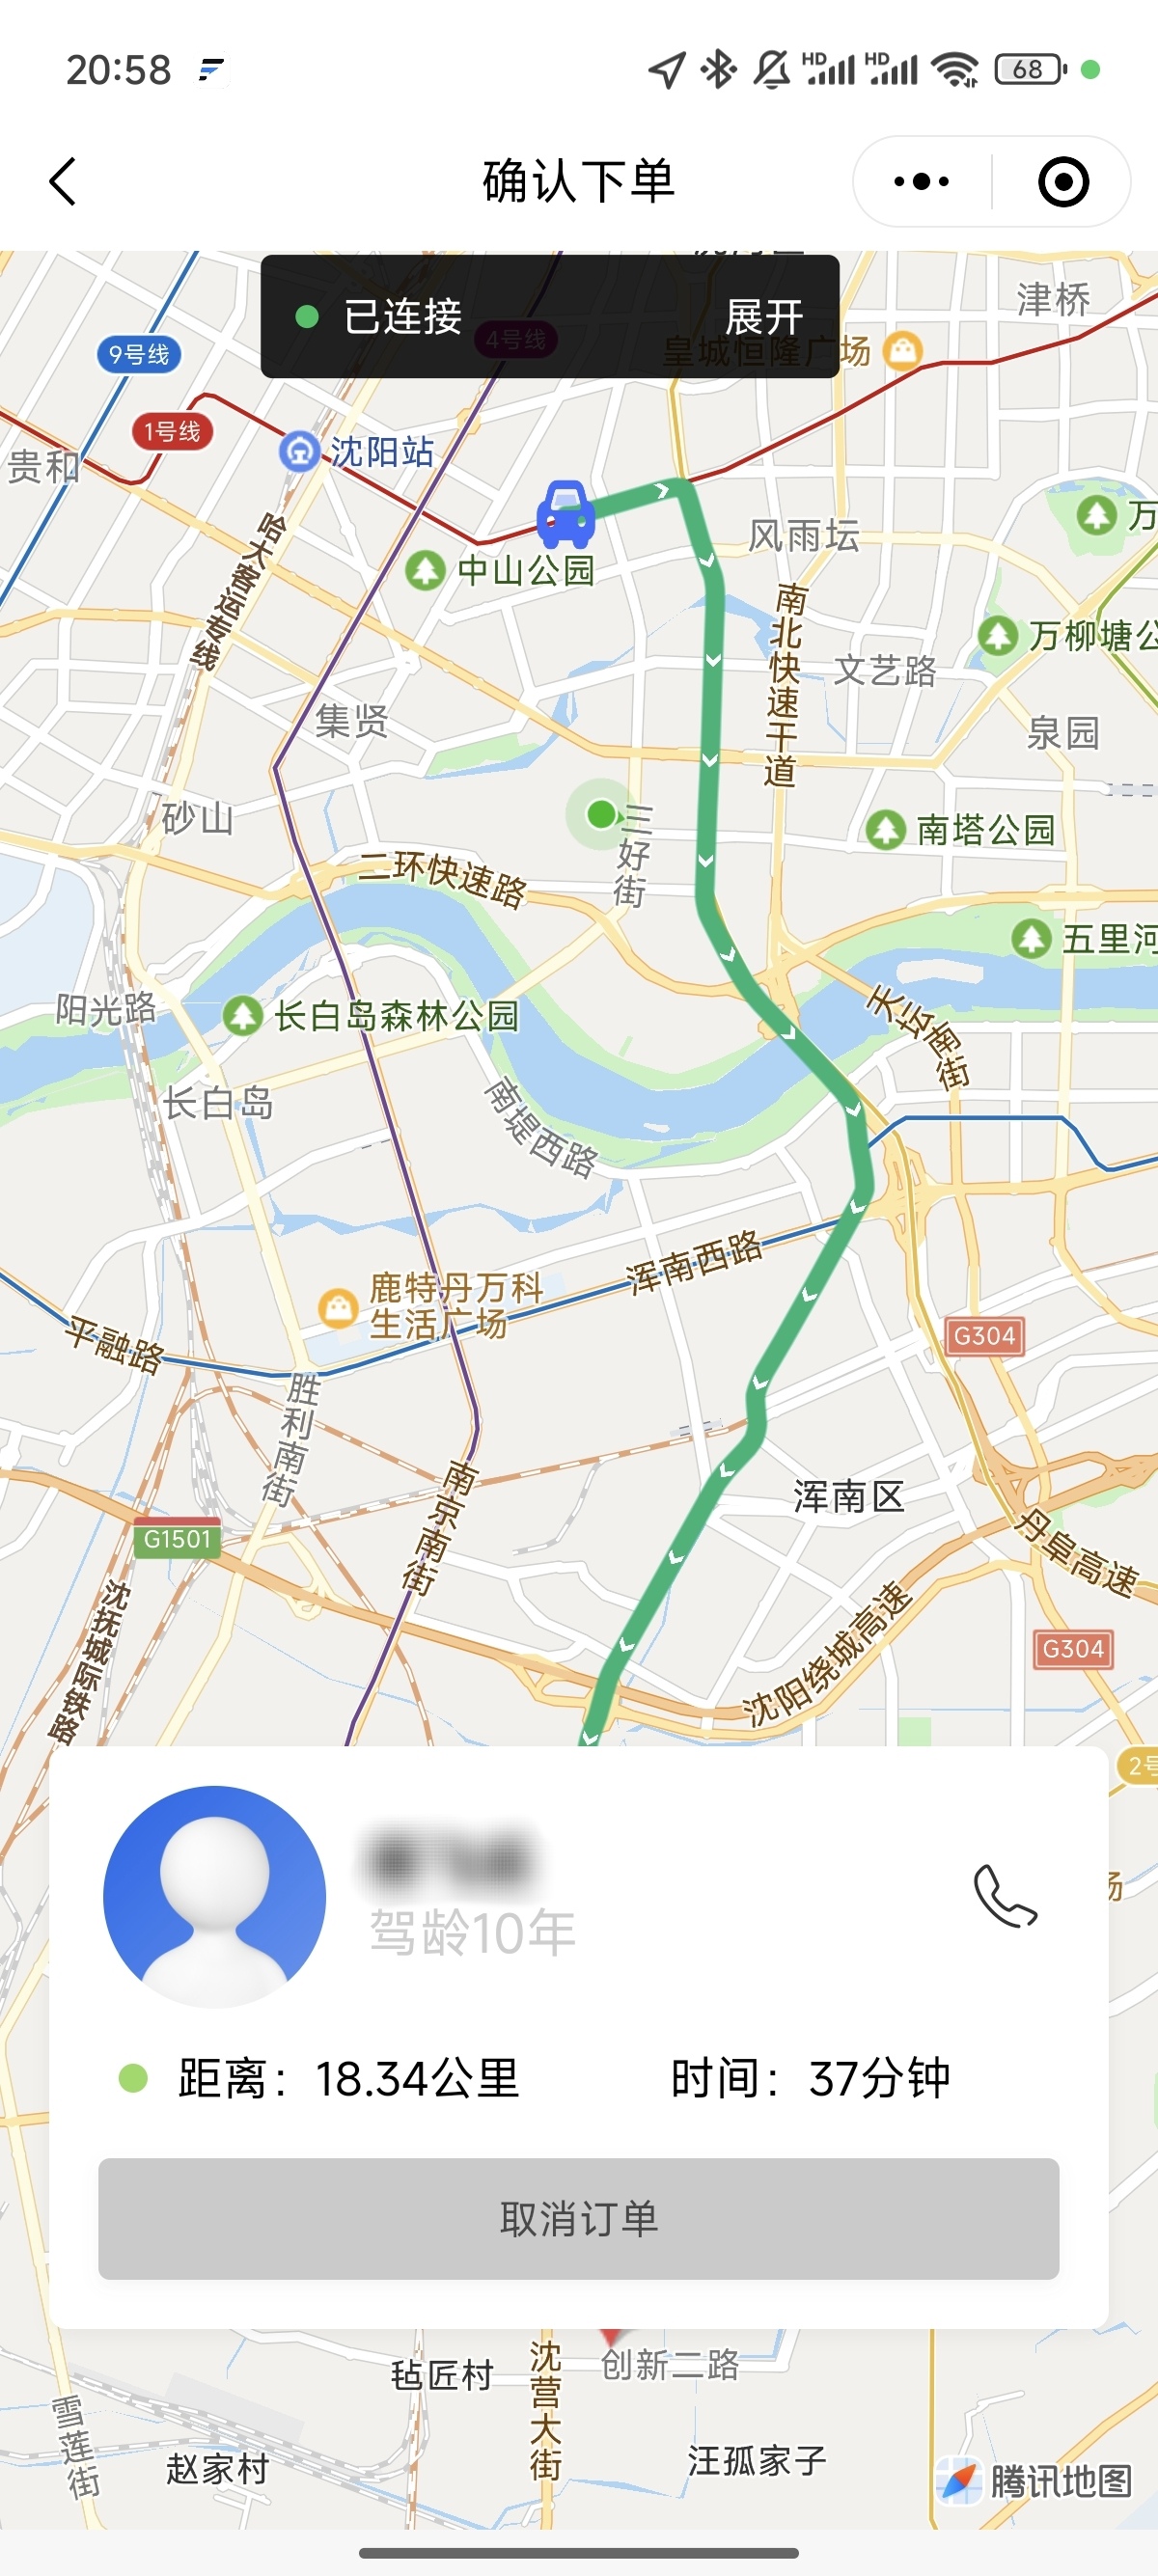 20:58
HD
HD
68
确认下单
已连接
展开
津桥
9号线
4号线
皇城恒隆广场
1号线
沈阳站
贵和
哈大客运专线
中山公园
风雨坛
万
南北快速干道
万柳塘公
文艺路
集贤
泉园
砂山
三好街
南塔公园
二环快速路
五里河
阳光路
长白岛森林公园
天坛南街
长白岛
南堤西路
浑南西路
鹿特丹万科
生活广场
平融路
G304
胜利南街
南京南街
浑南区
G1501
丹阜高速
沈抚城际铁路
沈阳绕城高速
G304
2号
场
驾龄10年
距离：18.34公里
时间：37分钟
取消订单
毡匠村
沈营大街
创新二路
雪莲街
赵家村
汪孤家子
腾讯地图